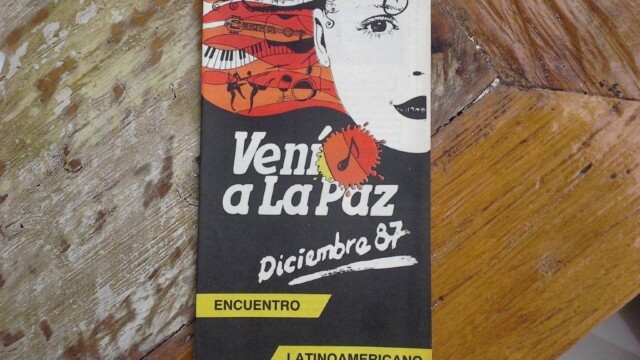 Vení
a La Paz
Diciembre 87
ENCUENTRO
LATINOAMERICANO